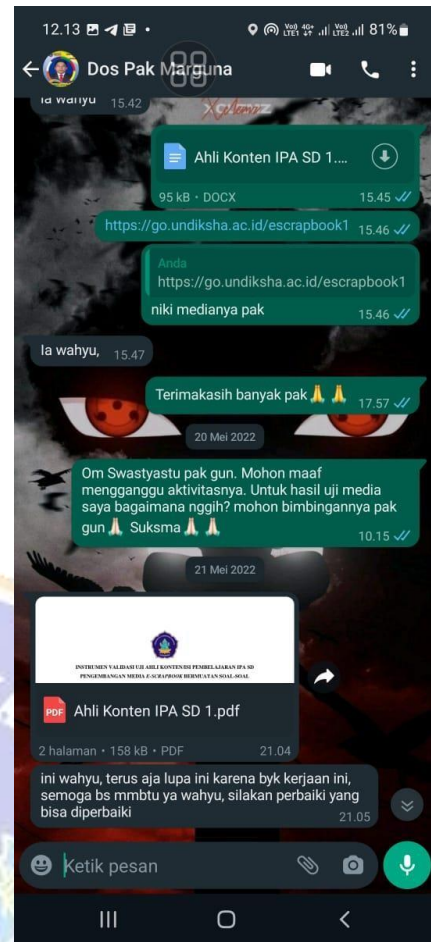 12.13
Vo)) 4G+ Vo)) 81%
LTE1 LTE2
Dos Pak Marguna
Ia wahyu 15.42
Ahli Konten IPA SD 1....
95 kB • DOCX 15.45
https://go.undiksha.ac.id/escrapbook1 15.46
Anda
https://go.undiksha.ac.id/escrapbook1
niki medianya pak 15.46
Ia wahyu, 15.47
Terimakasih banyak pak🙏🙏 17.57
20 Mei 2022
Om Swastyastu pak gun. Mohon maaf
mengganggu aktivitasnya. Untuk hasil uji media
saya bagaimana nggih? mohon bimbingannya pak
gun🙏 Suksma🙏🙏 10.15
21 Mei 2022
INSTRUMEN VALIDASI UJI AHLI KONTEN/ISI PEMBELAJARAN IPA SD
PENGEMBANGAN MEDIA E-SCRAPBOOK BERMUATAN SOAL-SOAL
PDF Ahli Konten IPA SD 1.pdf
2 halaman • 158 kB • PDF 21.04
ini wahyu, terus aja lupa ini karena byk kerjaan ini,
semoga bs mmbtu ya wahyu, silakan perbaiki yang
bisa diperbaiki 21.05
Ketik pesan